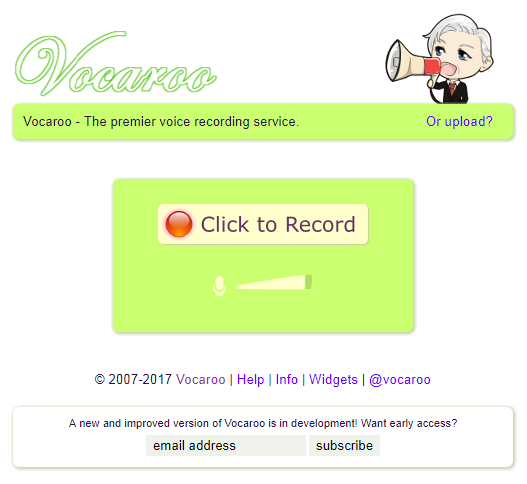 Vocaroo
Vocaroo - The premier voice recording service.
Or upload?
Click to Record
© 2007-2017 Vocaroo | Help | Info | Widgets | @vocaroo
A new and improved version of Vocaroo is in development! Want early access?
email address
subscribe